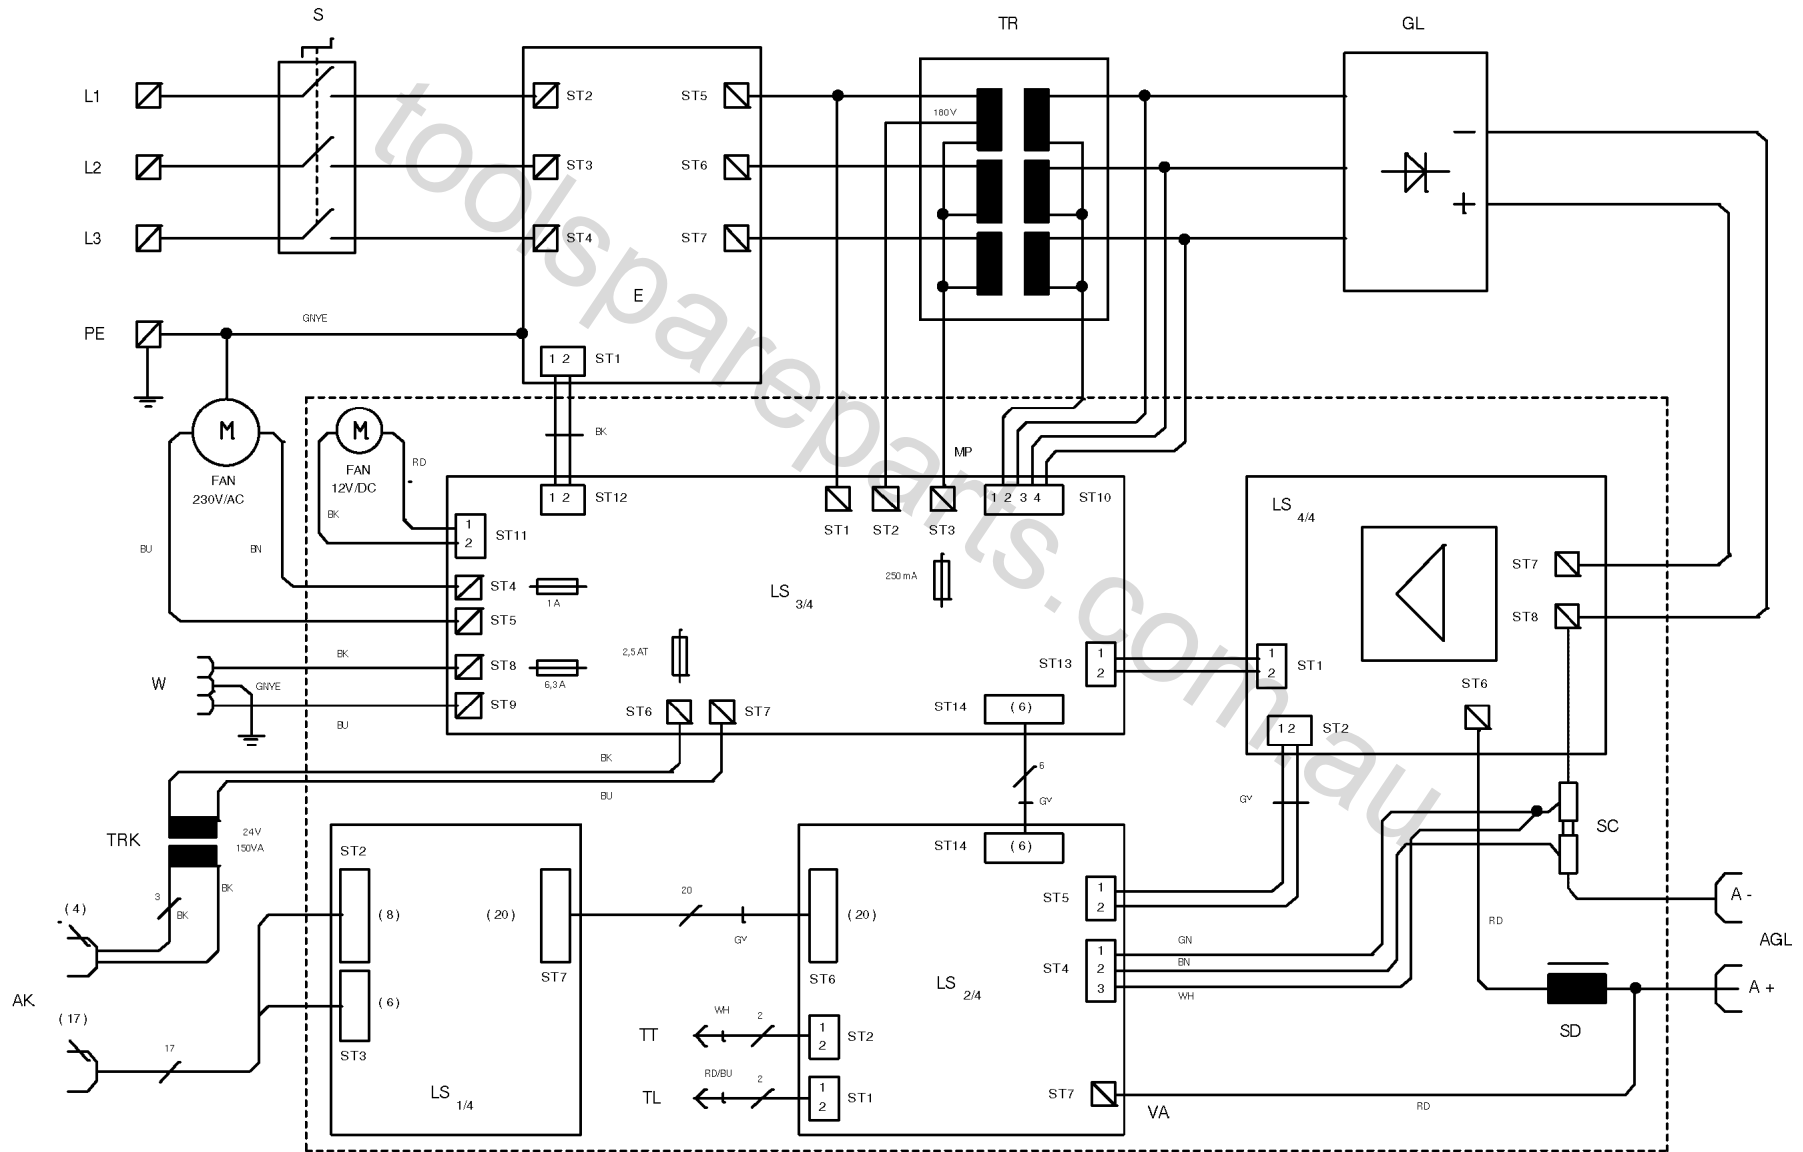 S
TR
GL
L1
ST2
ST5
180V
L2
ST3
ST6
L3
ST4
ST7
E
PE
GNYE
1 2
ST1
M
FAN
230V/AC
M
FAN
12V/DC
RD
-
BK
BK
MP
1 2
ST12
ST1
ST2
ST3
1 2 3 4
ST10
LS
4/4
BU
BN
1
2
ST11
ST4
1 A
ST5
250 mA
LS
3/4
ST7
ST8
ST6
W
BK
GNYE
BU
ST8
6,3 A
ST9
2,5 AT
ST6
ST7
ST13
1
2
1
2
ST1
ST14
(6)
1 2
ST2
BK
BU
6
GY
GY
TRK
24V
150VA
BK
3
BK
(4)
AK
(17)
17
ST2
(8)
(20)
ST7
(6)
ST3
LS
1/4
20
GY
ST14
(6)
(20)
ST6
LS
2/4
ST5
1
2
ST4
1
2
3
GN
BN
WH
SC
A -
AGL
A +
RD
SD
TT
WH
2
1
2
ST2
TL
RD/BU
2
1
2
ST1
ST7
VA
RD
toolspareparts.com.au